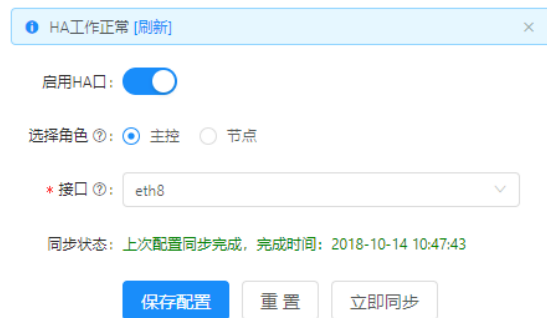 HA工作正常 [刷新]
启用HA口:
选择角色 ?: 主控 节点
* 接口 ?: eth8
同步状态: 上次配置同步完成, 完成时间: 2018-10-14 10:47:43
保存配置 重 置 立即同步